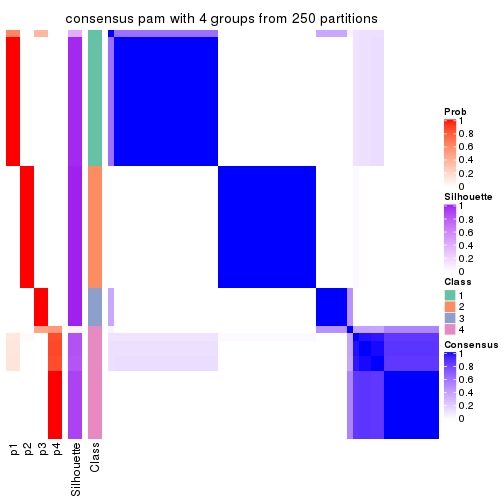 consensus pam with 4 groups from 250 partitions
Prob
1
0.8
0.6
0.4
0.2
0
Silhouette
1
0.8
0.6
0.4
0.2
0
Class
1
2
3
4
Consensus
1
0.8
0.6
0.4
0.2
0
p1
p2
p3
p4
Silhouette
Class